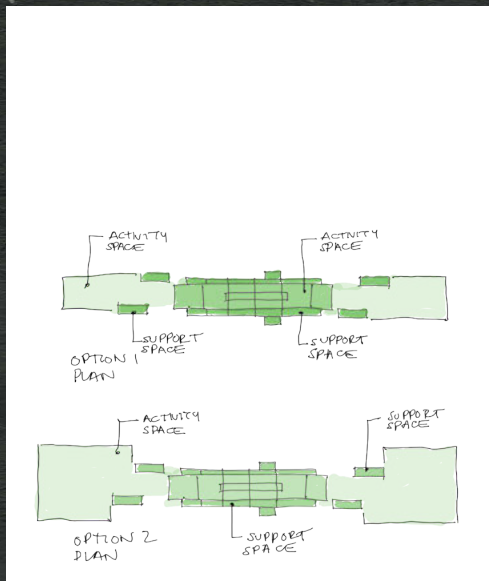 ACTIVITY
SPACE
ACTIVITY
SPACE
SUPPORT
SPACE
SUPPORT
SPACE
OPTION 1
PLAN
ACTIVITY
SPACE
SUPPORT
SPACE
OPTION 2
PLAN
SUPPORT
SPACE